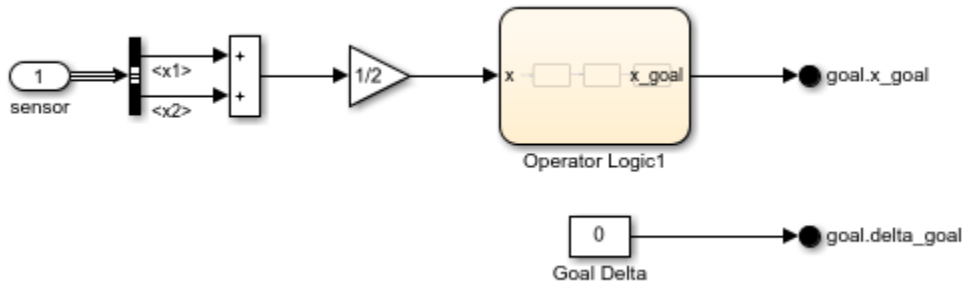 1
sensor
<x1>
<x2>
+
+
1/2
x
x_goal
Operator Logic1
goal.x_goal
0
Goal Delta
goal.delta_goal